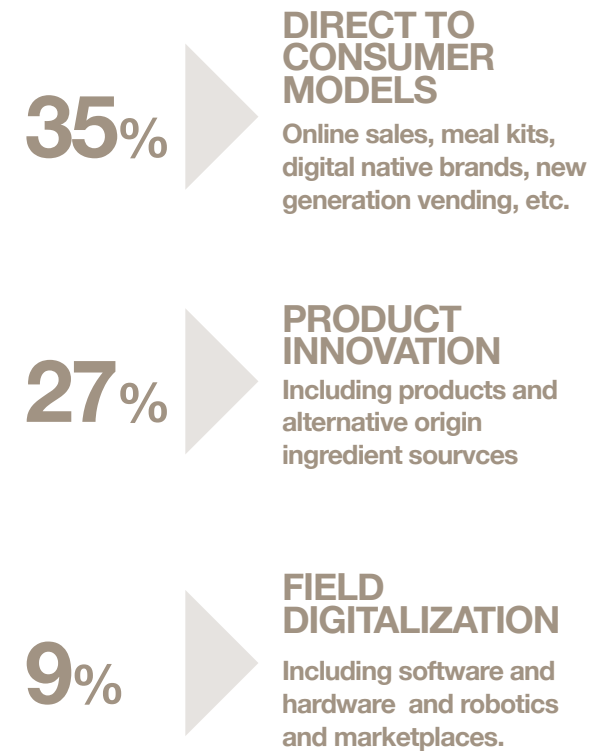 35%
DIRECT TO
CONSUMER
MODELS
Online sales, meal kits,
digital native brands, new
generation vending, etc.
27%
PRODUCT
INNOVATION
Including products and
alternative origin
ingredient sourvces
9%
FIELD
DIGITALIZATION
Including software and
hardware  and robotics
and marketplaces.